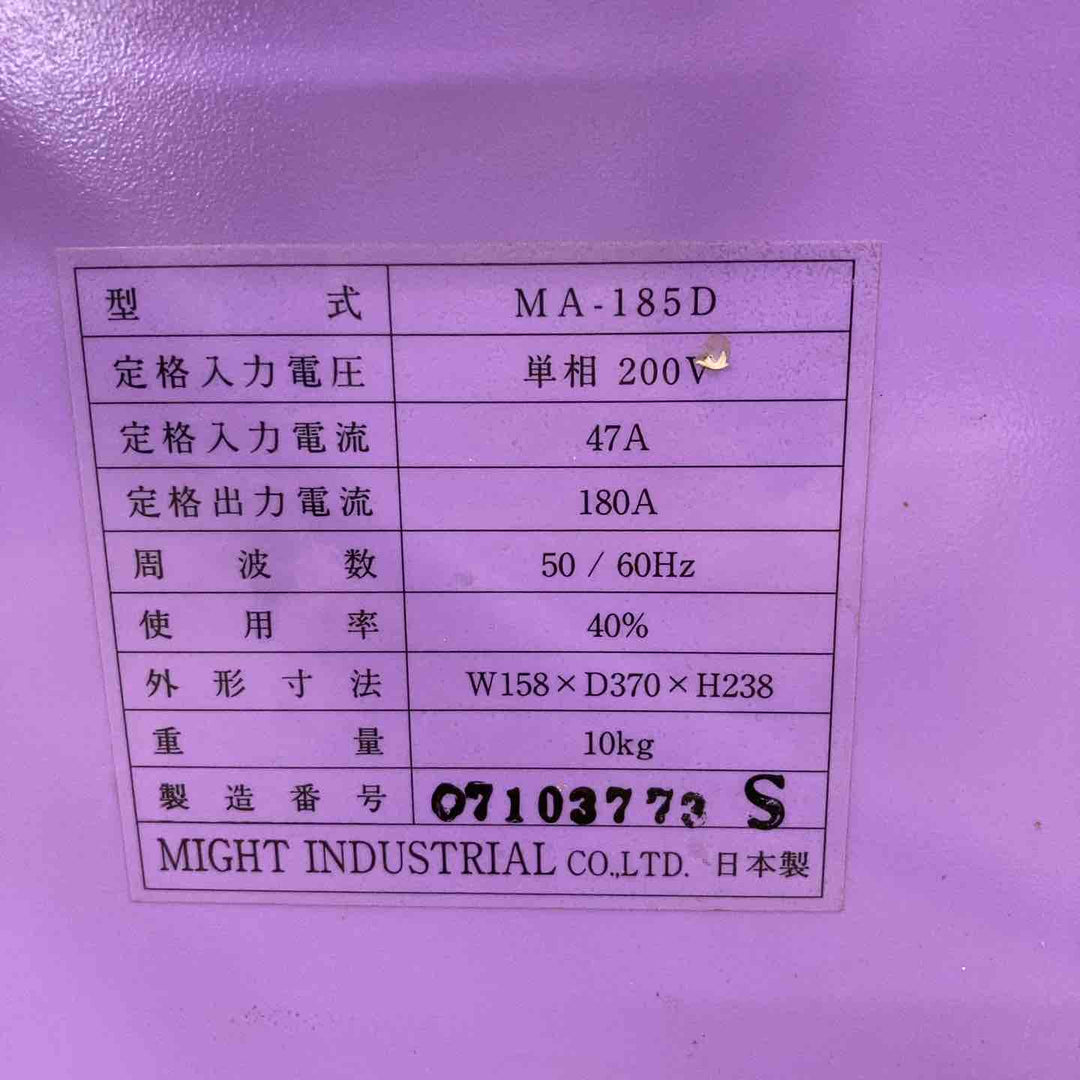 型式 MA-185D
定格入力電圧 単相 200V
定格入力電流 47A
定格出力電流 180A
周波数 50 / 60Hz
使用率 40%
外形寸法 W158×D370×H238
重量 10kg
製造番号 07103773 S
MIGHT INDUSTRIAL CO.,LTD. 日本製